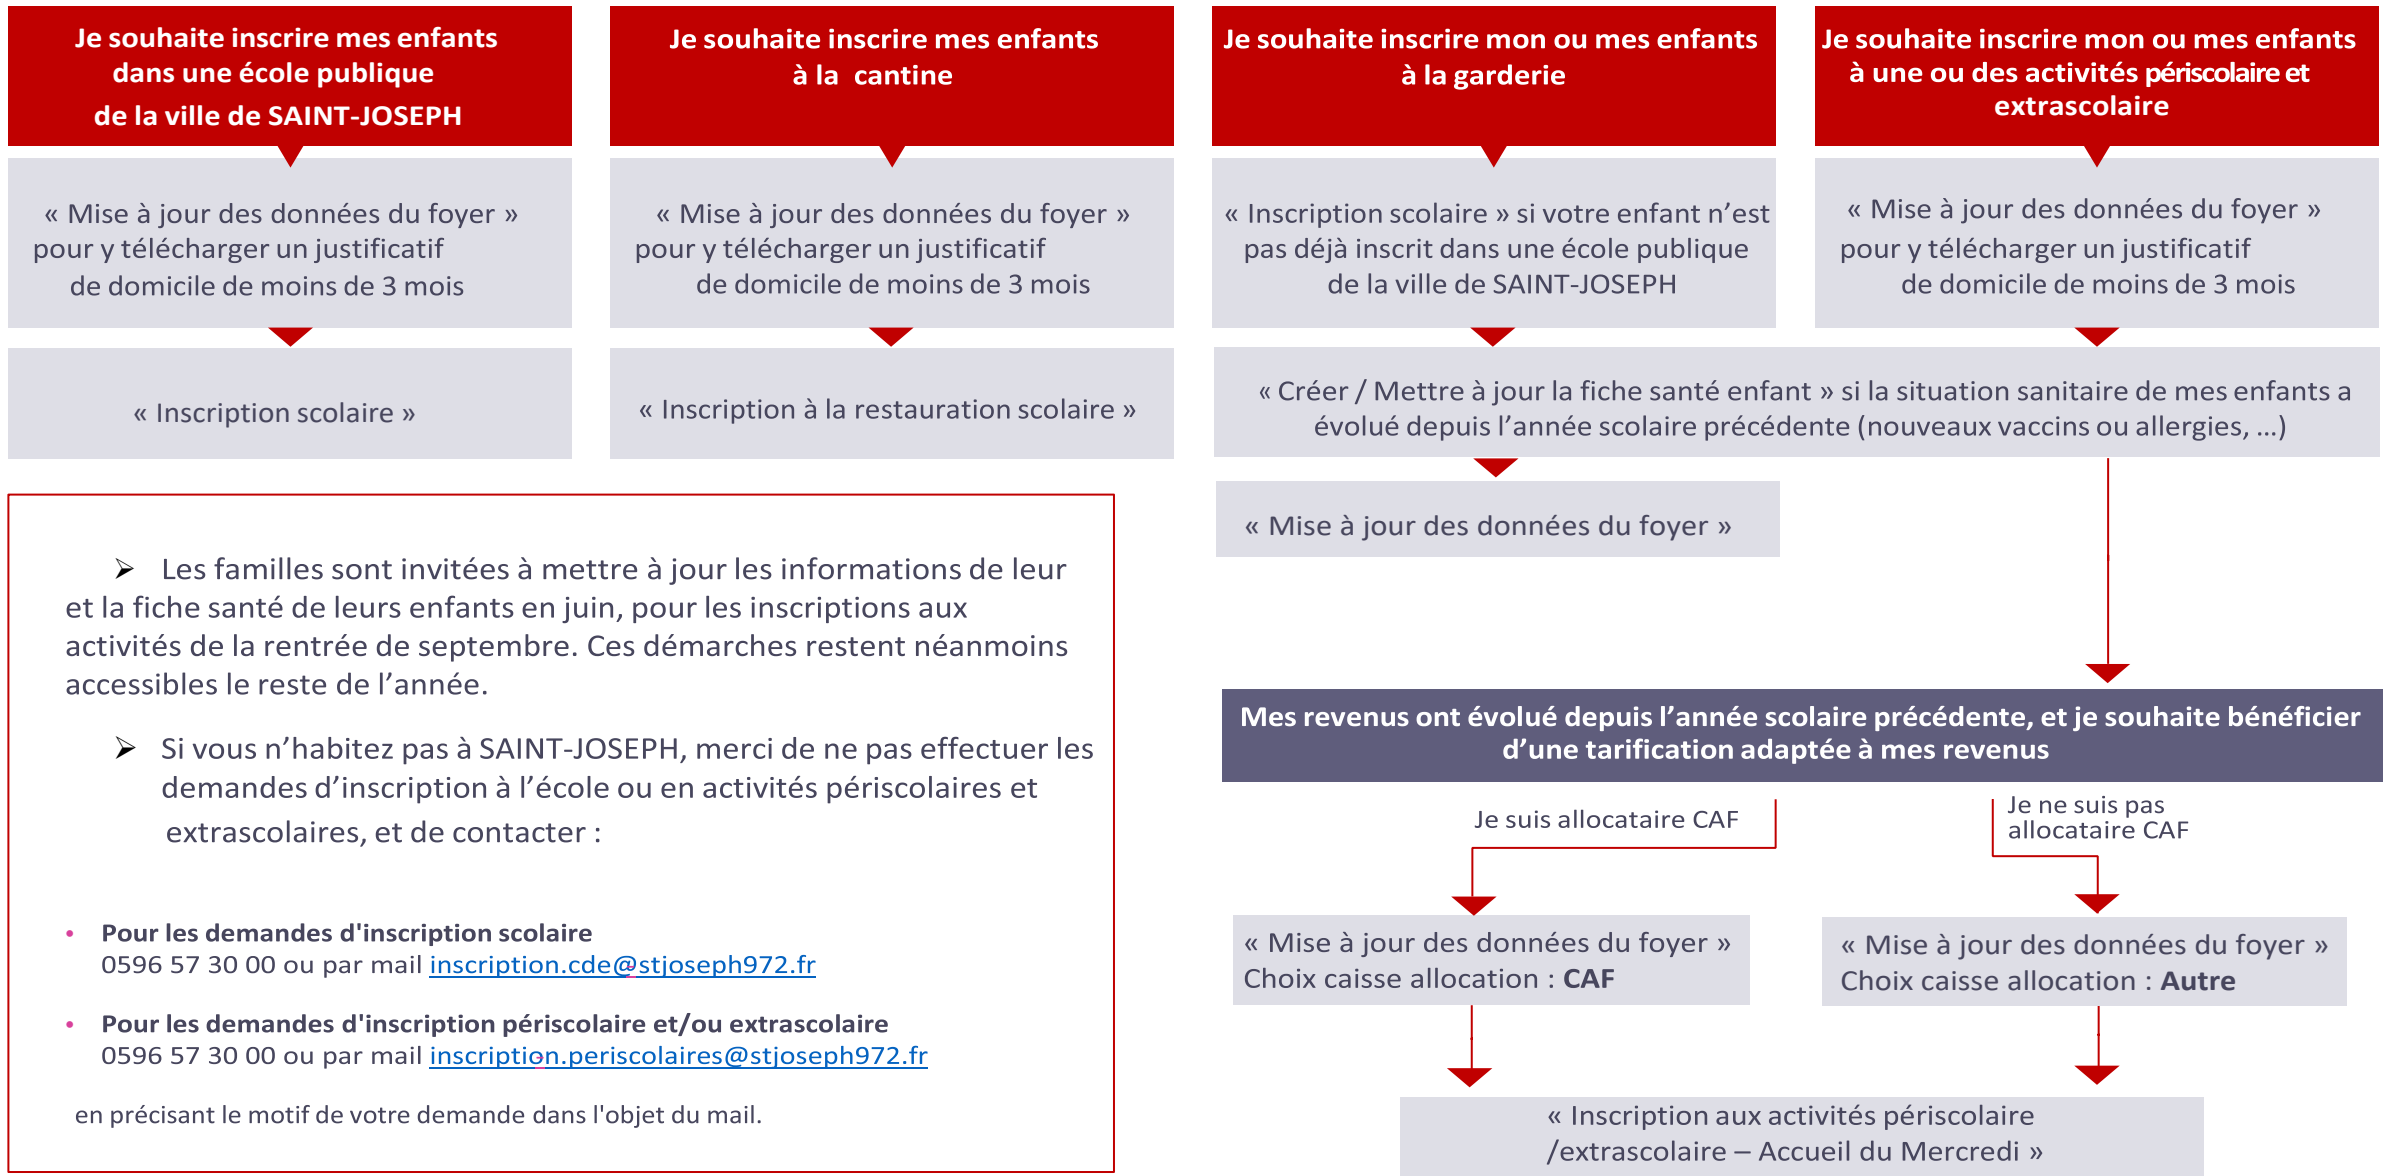 Je souhaite inscrire mes enfants
dans une école publique
de la ville de SAINT-JOSEPH
« Mise à jour des données du foyer »
pour y télécharger un justificatif
de domicile de moins de 3 mois
« Inscription scolaire »
Je souhaite inscrire mes enfants
à la cantine
« Mise à jour des données du foyer »
pour y télécharger un justificatif
de domicile de moins de 3 mois
« Inscription à la restauration scolaire »
Je souhaite inscrire mon ou mes enfants
à la garderie
« Inscription scolaire » si votre enfant n’est
pas déjà inscrit dans une école publique
de la ville de SAINT-JOSEPH
Je souhaite inscrire mon ou mes enfants
à une ou des activités périscolaire et
extrascolaire
« Mise à jour des données du foyer »
pour y télécharger un justificatif
de domicile de moins de 3 mois
« Créer / Mettre à jour la fiche santé enfant » si la situation sanitaire de mes enfants a
évolué depuis l’année scolaire précédente (nouveaux vaccins ou allergies, …)
« Mise à jour des données du foyer »
Mes revenus ont évolué depuis l’année scolaire précédente, et je souhaite bénéficier
d’une tarification adaptée à mes revenus
Je suis allocataire CAF
Je ne suis pas
allocataire CAF
« Mise à jour des données du foyer »
Choix caisse allocation : CAF
« Mise à jour des données du foyer »
Choix caisse allocation : Autre
« Inscription aux activités périscolaire
/extrascolaire – Accueil du Mercredi »
➢ Les familles sont invitées à mettre à jour les informations de leur
et la fiche santé de leurs enfants en juin, pour les inscriptions aux
activités de la rentrée de septembre. Ces démarches restent néanmoins
accessibles le reste de l’année.
➢ Si vous n’habitez pas à SAINT-JOSEPH, merci de ne pas effectuer les
demandes d’inscription à l’école ou en activités périscolaires et
extrascolaires, et de contacter :
• Pour les demandes d'inscription scolaire
0596 57 30 00 ou par mail inscription.cde@stjoseph972.fr
• Pour les demandes d'inscription périscolaire et/ou extrascolaire
0596 57 30 00 ou par mail inscription.periscolaires@stjoseph972.fr
en précisant le motif de votre demande dans l'objet du mail.